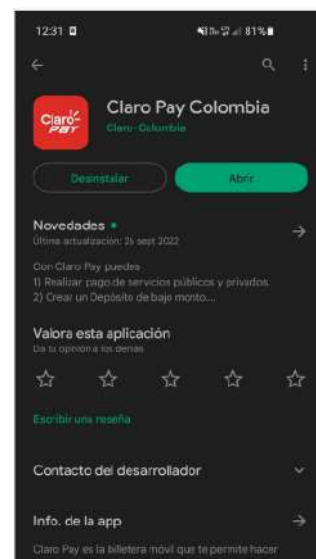 12:31
81%
Claro Pay Colombia
Claro-Colombia
Claro-
PAY
Desinstalar
Abrir
Novedades
Última actualización: 26 sept 2022
Con Claro Pay puedes
1) Realizar pago de servicios públicos y privados.
2) Crear un Depósito de bajo monto....
Valora esta aplicación
Da tu opinión a los demás
Escribir una reseña
Contacto del desarrollador
Info. de la app
Claro Pay es la billetera móvil que te permite hacer